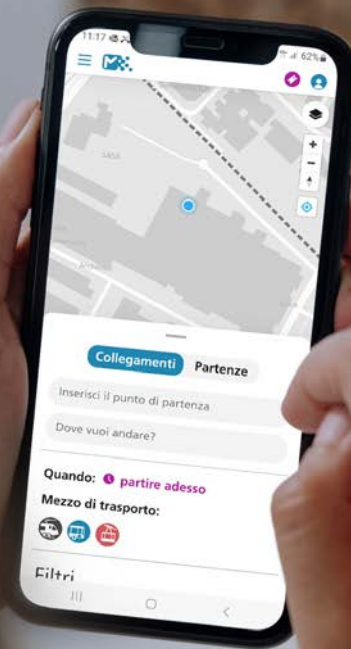 11:17
62%
Collegamenti Partenze
Inserisci il punto di partenza
Dove vuoi andare?
Quando: partire adesso
Mezzo di trasporto:
Filtri